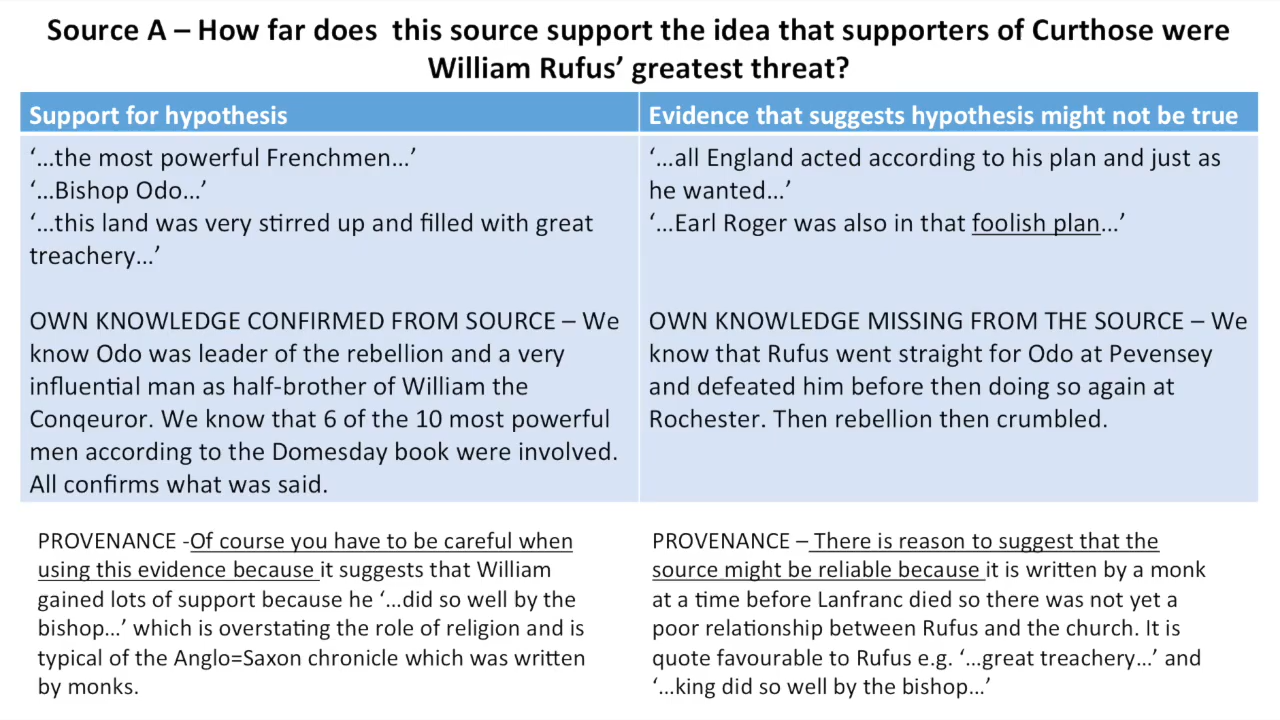 Source A – How far does this source support the idea that supporters of Curthose were
William Rufus’ greatest threat?
Support for hypothesis
‘…the most powerful Frenchmen…’
‘…Bishop Odo…’
‘…this land was very stirred up and filled with great
treachery…’
OWN KNOWLEDGE CONFIRMED FROM SOURCE – We
know Odo was leader of the rebellion and a very
influential man as half-brother of William the
Conqeuror. We know that 6 of the 10 most powerful
men according to the Domesday book were involved.
All confirms what was said.
Evidence that suggests hypothesis might not be true
‘…all England acted according to his plan and just as
he wanted…’
‘…Earl Roger was also in that foolish plan…’
OWN KNOWLEDGE MISSING FROM THE SOURCE – We
know that Rufus went straight for Odo at Pevensey
and defeated him before then doing so again at
Rochester. Then rebellion then crumbled.
PROVENANCE -Of course you have to be careful when
using this evidence because it suggests that William
gained lots of support because he ‘…did so well by the
bishop…’ which is overstating the role of religion and is
typical of the Anglo=Saxon chronicle which was written
by monks.
PROVENANCE – There is reason to suggest that the
source might be reliable because it is written by a monk
at a time before Lanfranc died so there was not yet a
poor relationship between Rufus and the church. It is
quote favourable to Rufus e.g. ‘…great treachery…’ and
‘…king did so well by the bishop…’